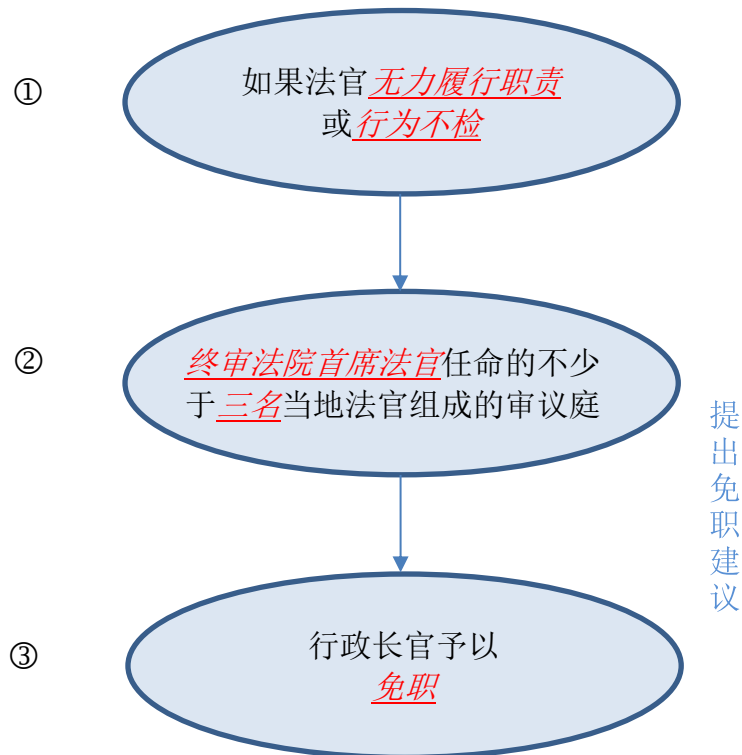 ①
如果法官无力履行职责
或行为不检
②
终审法院首席法官任命的不少
于三名当地法官组成的审议庭
提出免职建议
③
行政长官予以
免职